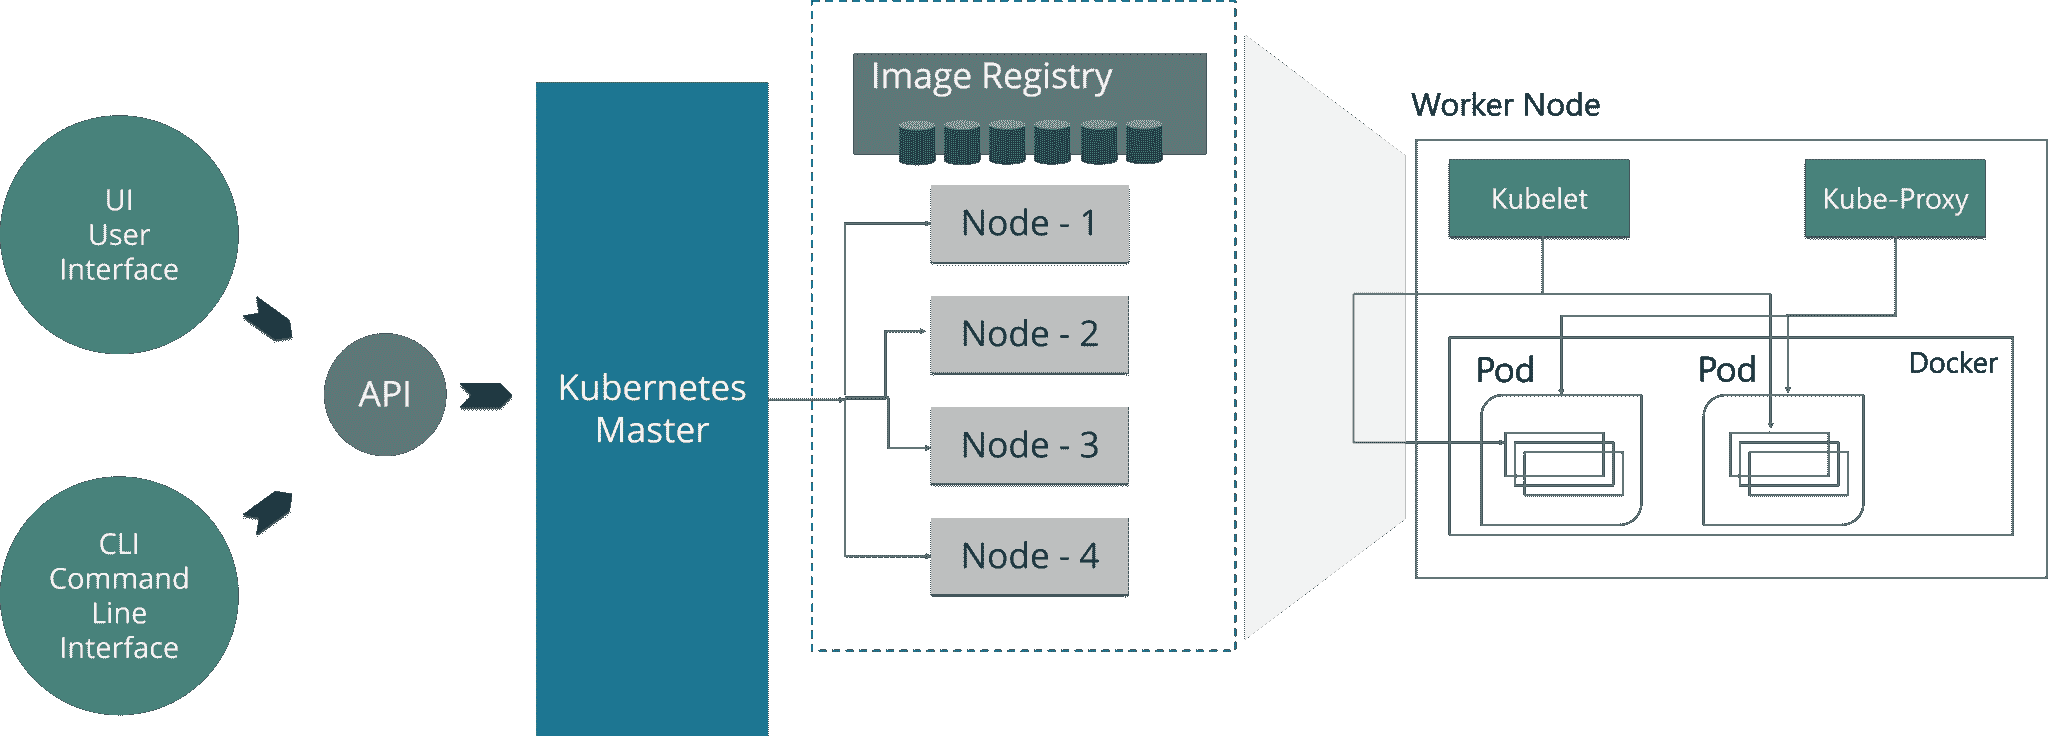 UI
User
Interface
CLI
Command
Line
Interface
API
Kubernetes
Master
Image Registry
Node - 1
Node - 2
Node - 3
Node - 4
Worker Node
Kubelet
Kube-Proxy
Pod
Pod
Docker